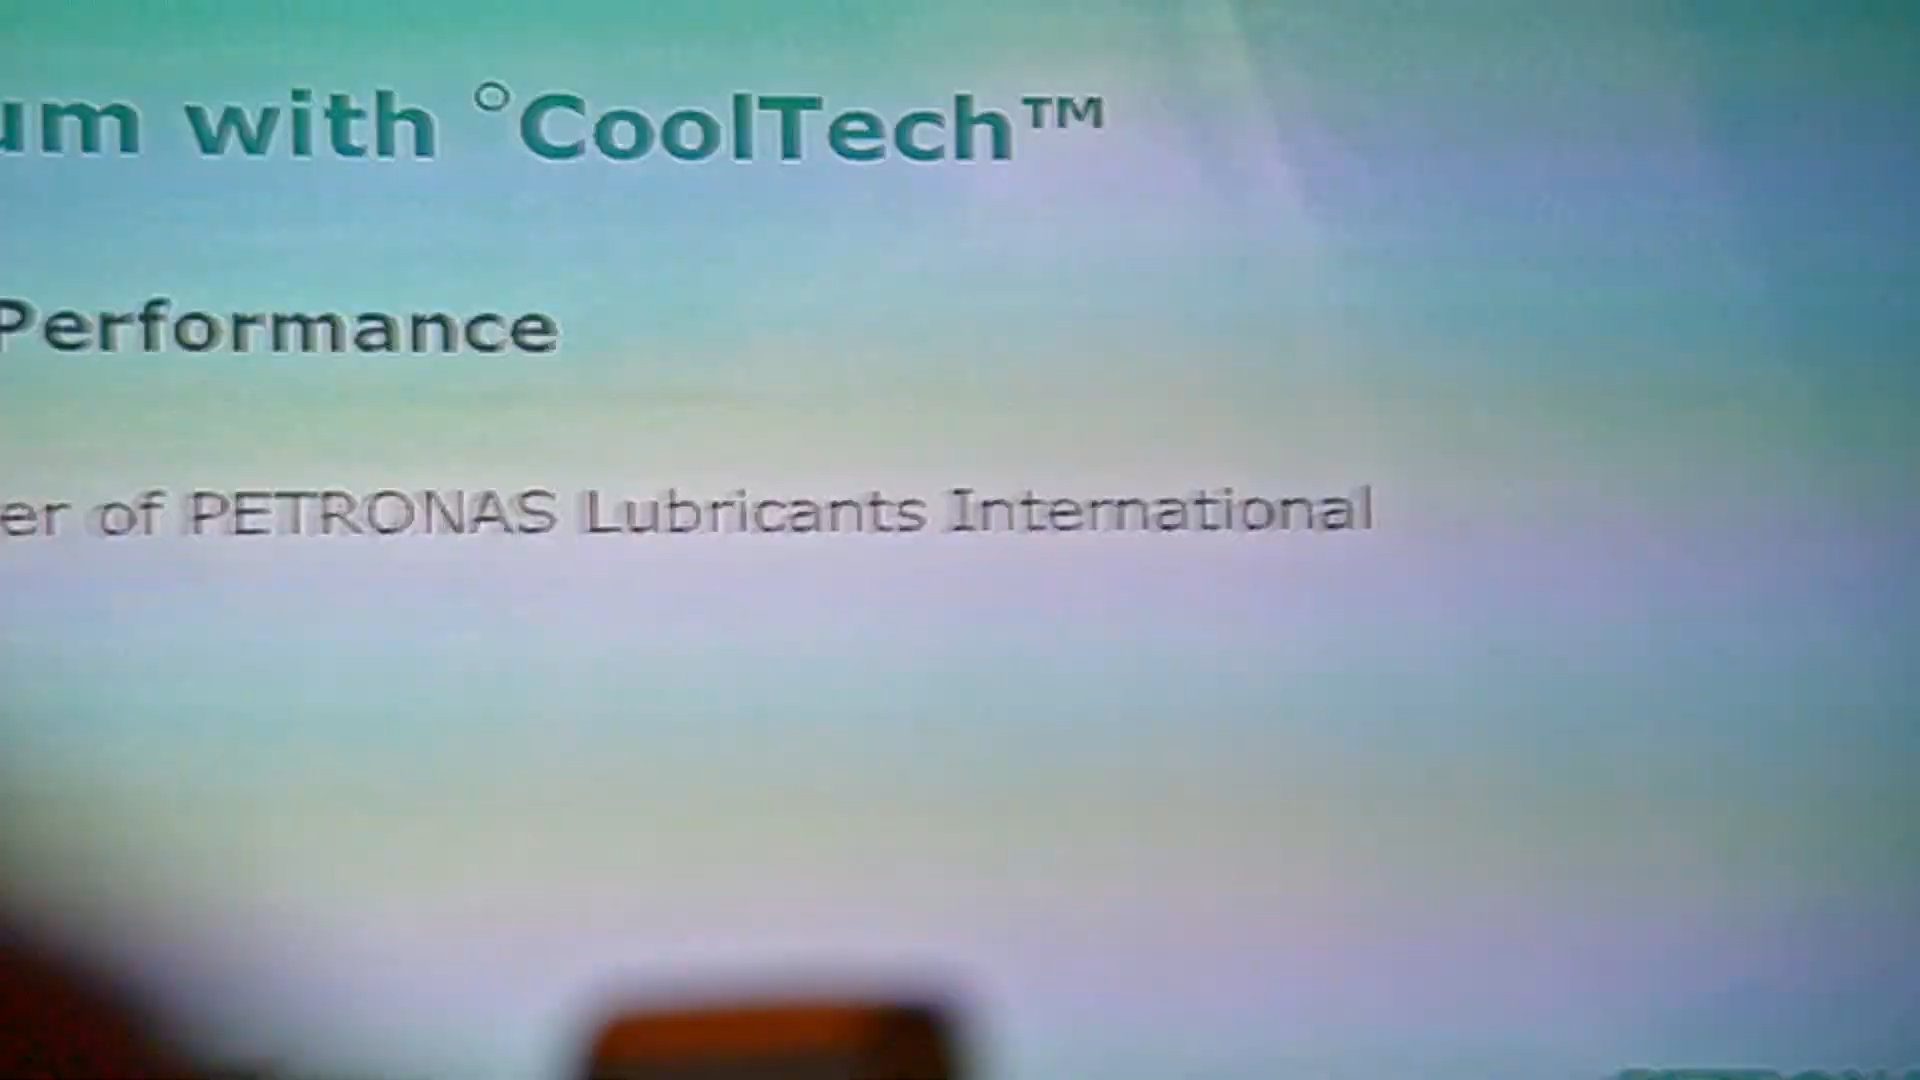 um with °CoolTech™
Performance
er of PETRONAS Lubricants International